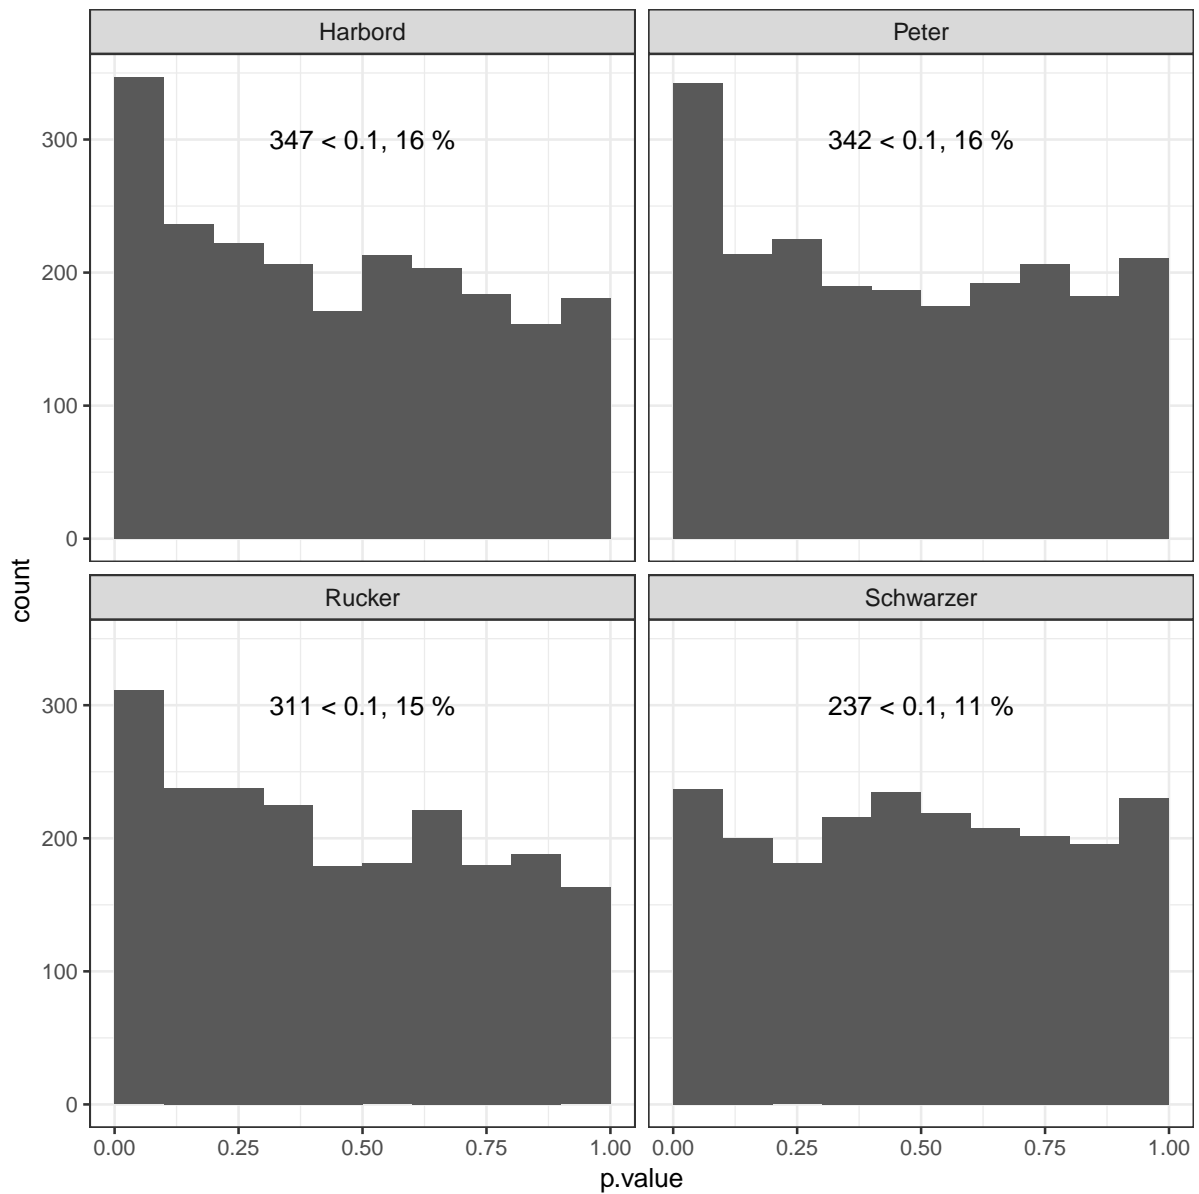 Harbord
Peter
347 < 0.1, 16 %
342 < 0.1, 16 %
300
200
100
0
count
Rucker
Schwarzer
311 < 0.1, 15 %
237 < 0.1, 11 %
300
200
100
0
0.00 0.25 0.50 0.75 1.00
0.00 0.25 0.50 0.75 1.00
p.value